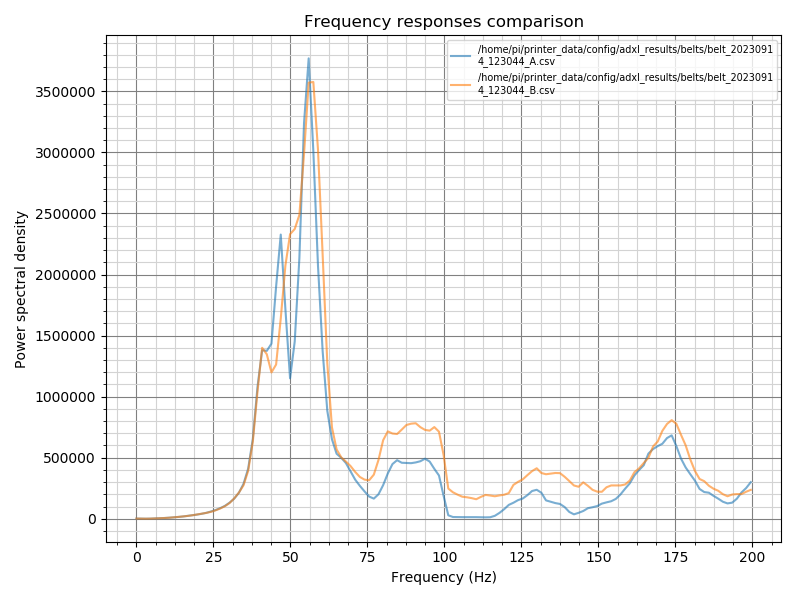 Frequency responses comparison
/home/pi/printer_data/config/adxl_results/belts/belt_2023091
4_123044_A.csv
/home/pi/printer_data/config/adxl_results/belts/belt_2023091
4_123044_B.csv
Power spectral density
3500000
3000000
2500000
2000000
1500000
1000000
500000
0
0 25 50 75 100 125 150 175 200
Frequency (Hz)